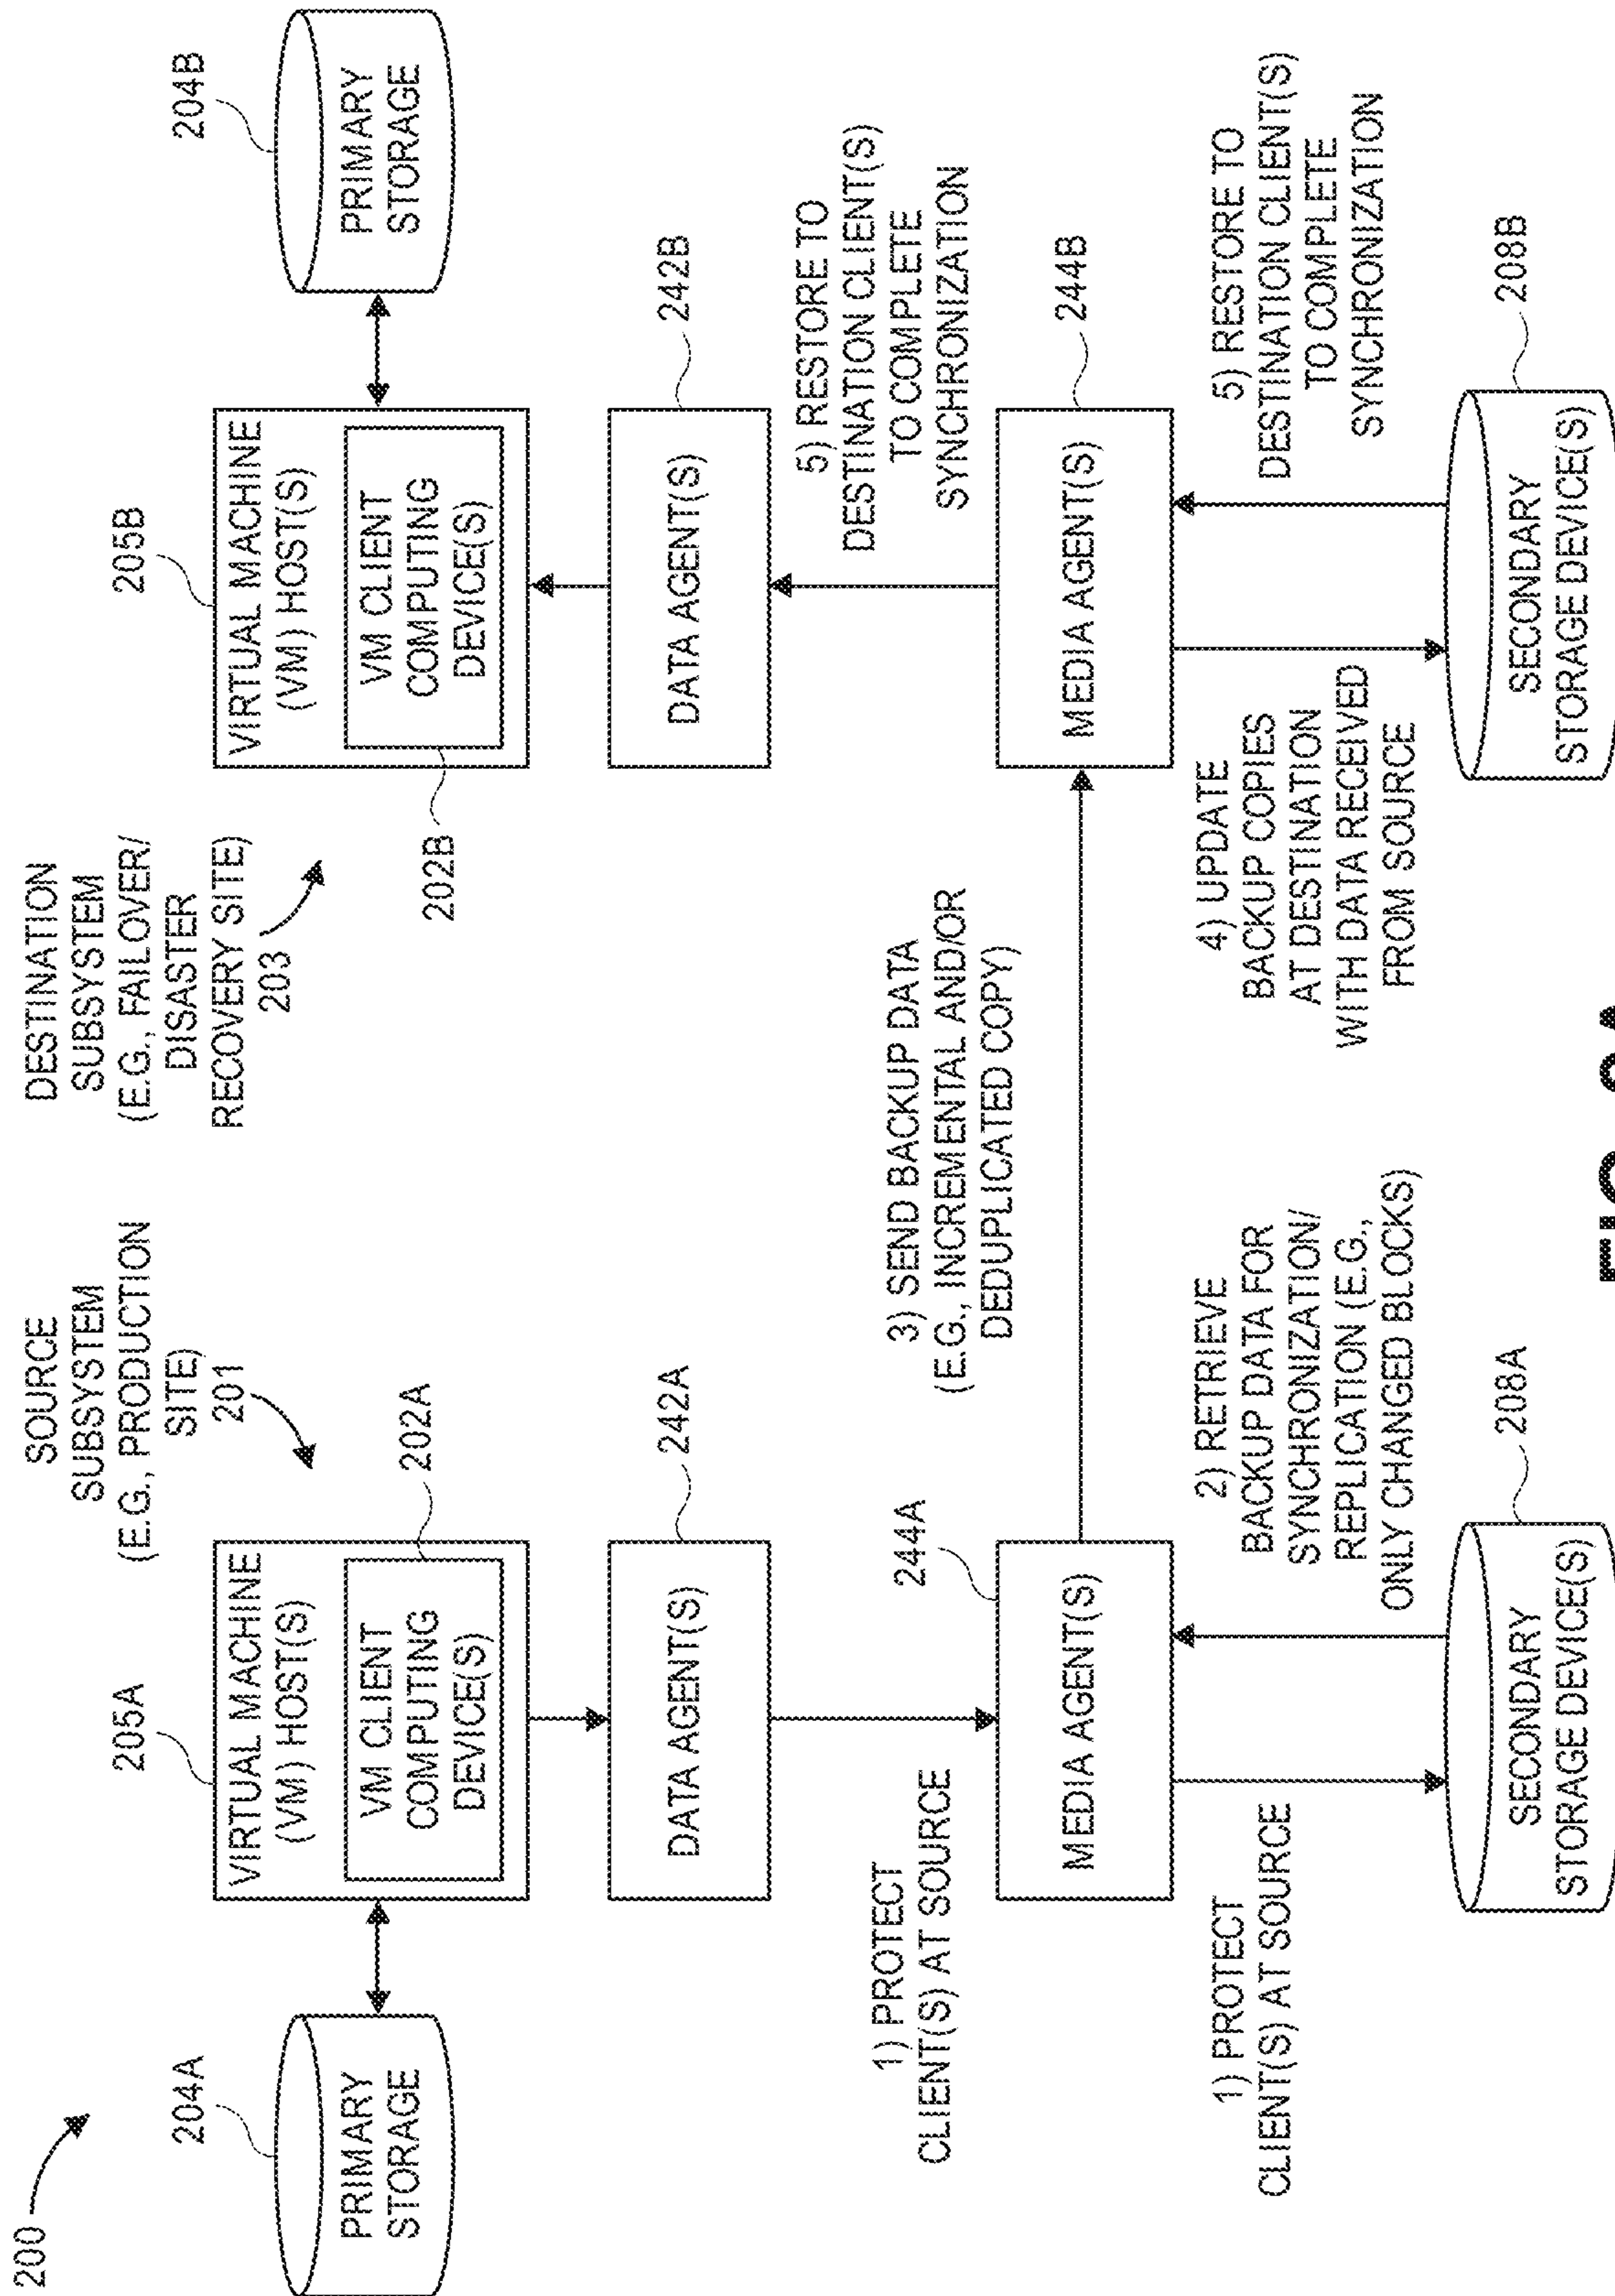 200
SOURCE
SUBSYSTEM
(E.G., PRODUCTION
SITE)
201
DESTINATION
SUBSYSTEM
(E.G., FAILOVER/
DISASTER
RECOVERY SITE)
203
204A
PRIMARY
STORAGE
205A
VIRTUAL MACHINE
(VM) HOST(S)
VM CLIENT
COMPUTING
DEVICE(S)
202A
205B
VIRTUAL MACHINE
(VM) HOST(S)
VM CLIENT
COMPUTING
DEVICE(S)
202B
204B
PRIMARY
STORAGE
DATA AGENT(S)
242A
DATA AGENT(S)
242B
1) PROTECT
CLIENT(S) AT SOURCE
3) SEND BACKUP DATA
(E.G., INCREMENTAL AND/OR
DEDUPLICATED COPY)
5) RESTORE TO
DESTINATION CLIENT(S)
TO COMPLETE
SYNCHRONIZATION
244A
MEDIA AGENT(S)
MEDIA AGENT(S)
244B
1) PROTECT
CLIENT(S) AT SOURCE
2) RETRIEVE
BACKUP DATA FOR
SYNCHRONIZATION/
REPLICATION (E.G.,
ONLY CHANGED BLOCKS)
4) UPDATE
BACKUP COPIES
AT DESTINATION
WITH DATA RECEIVED
FROM SOURCE
5) RESTORE TO
DESTINATION CLIENT(S)
TO COMPLETE
SYNCHRONIZATION
SECONDARY
STORAGE DEVICE(S)
208A
SECONDARY
STORAGE DEVICE(S)
208B